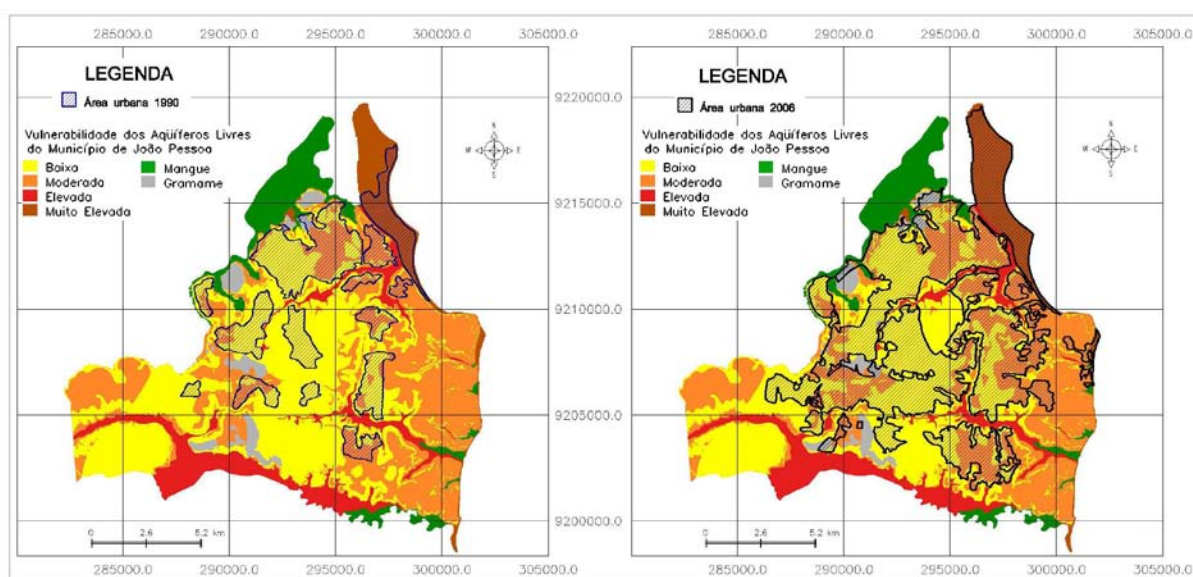 285000.0 290000.0 295000.0 300000.0 305000.0
LEGENDA
Área urbana 1990
Vulnerabilidade dos Aqüíferos Livres
do Município de João Pessoa
Baixa
Moderada
Elevada
Muito Elevada
Mangue
Gramame
N
W E
S
0 2.6 5.2 km
285000.0 290000.0 295000.0 300000.0 305000.0
9220000.0
9215000.0
9210000.0
9205000.0
9200000.0
285000.0 290000.0 295000.0 300000.0 305000.0
LEGENDA
Área urbana 2006
Vulnerabilidade dos Aqüíferos Livres
do Município de João Pessoa
Baixa
Moderada
Elevada
Muito Elevada
Mangue
Gramame
N
W E
S
0 2.6 5.2 km
285000.0 290000.0 295000.0 300000.0 305000.0